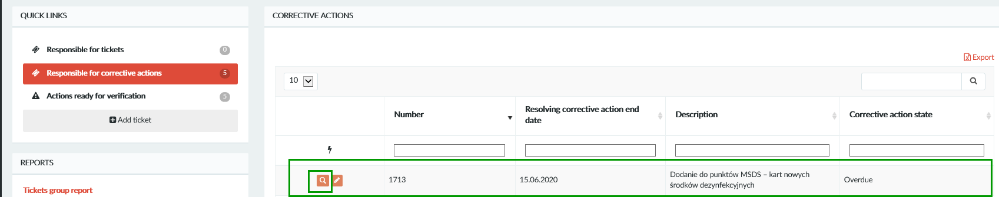 QUICK LINKS
Responsible for tickets 0
Responsible for corrective actions 5
Actions ready for verification 5
Add ticket
REPORTS
Tickets group report
CORRECTIVE ACTIONS
Export
10
Number
Resolving corrective action end
date
Description
Corrective action state
1713
15.06.2020
Dodanie do punktów MSDS – kart nowych
środków dezynfekcyjnych
Overdue